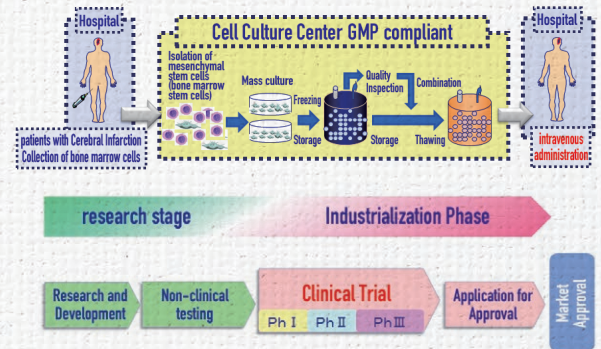 Hospital
Cell Culture Center GMP compliant
Hospital
Isolation of
mesenchymal
stem cells
(bone marrow
stem cells)
Mass culture
Freezing
Storage
Quality
Inspection
Storage
Combination
Thawing
patients with Cerebral Infarction
Collection of bone marrow cells
intravenous
administration
research stage
Industrialization Phase
Research and
Development
Non-clinical
testing
Clinical Trial
Ph I
Ph II
Ph III
Application for
Approval
Market
Approval